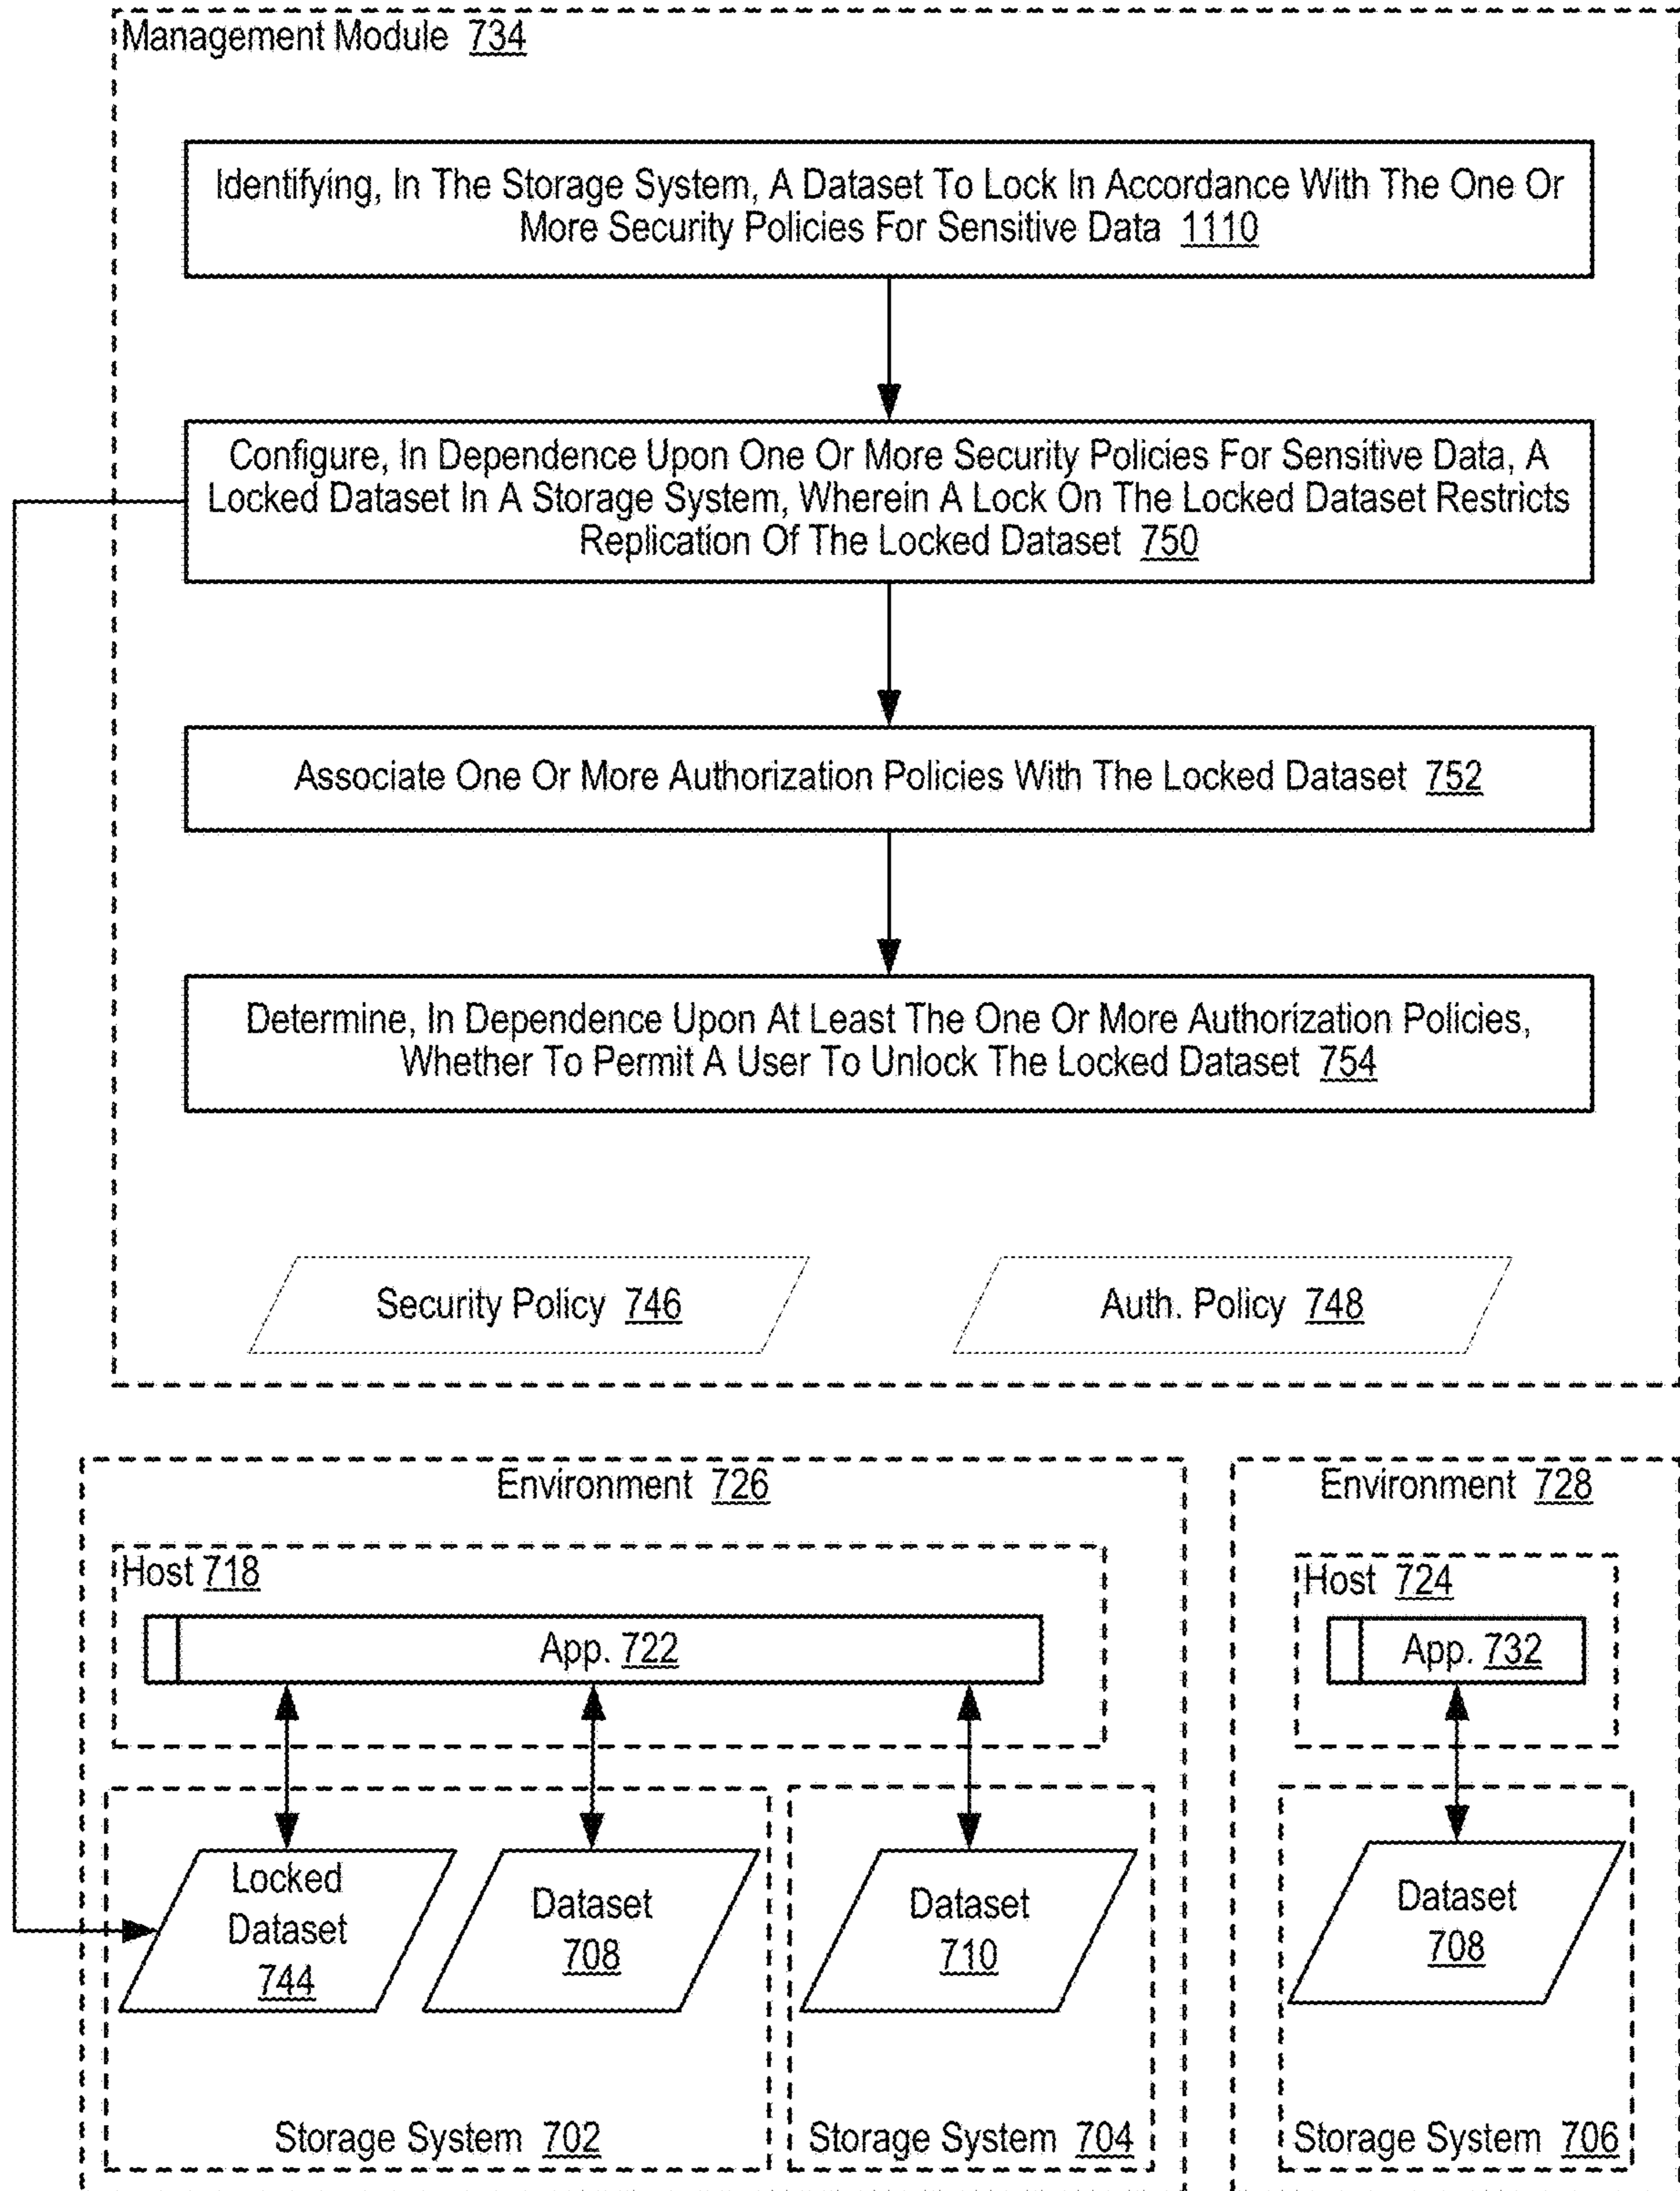 Management Module 734
Identifying, In The Storage System, A Dataset To Lock In Accordance With The One Or
More Security Policies For Sensitive Data 1110
Configure, In Dependence Upon One Or More Security Policies For Sensitive Data, A
Locked Dataset In A Storage System, Wherein A Lock On The Locked Dataset Restricts
Replication Of The Locked Dataset 750
Associate One Or More Authorization Policies With The Locked Dataset 752
Determine, In Dependence Upon At Least The One Or More Authorization Policies,
Whether To Permit A User To Unlock The Locked Dataset 754
Security Policy 746
Auth. Policy 748
Environment 726
Host 718
App. 722
Locked
Dataset
744
Dataset
708
Dataset
710
Storage System 702
Storage System 704
Environment 728
Host 724
App. 732
Dataset
708
Storage System 706